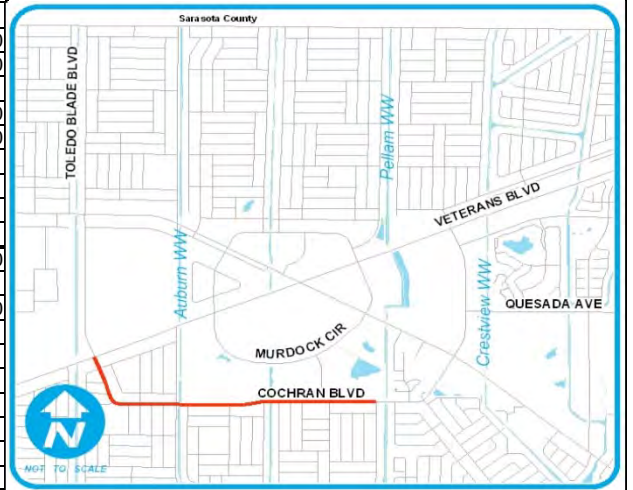 Sarasota County
TOLEDO BLADE BLVD
Pellam WW
VETERANS BLVD
Auburn WW
Crestview WW
QUESADA AVE
MURDOCK CIR
COCHRAN BLVD
N
NOT TO SCALE